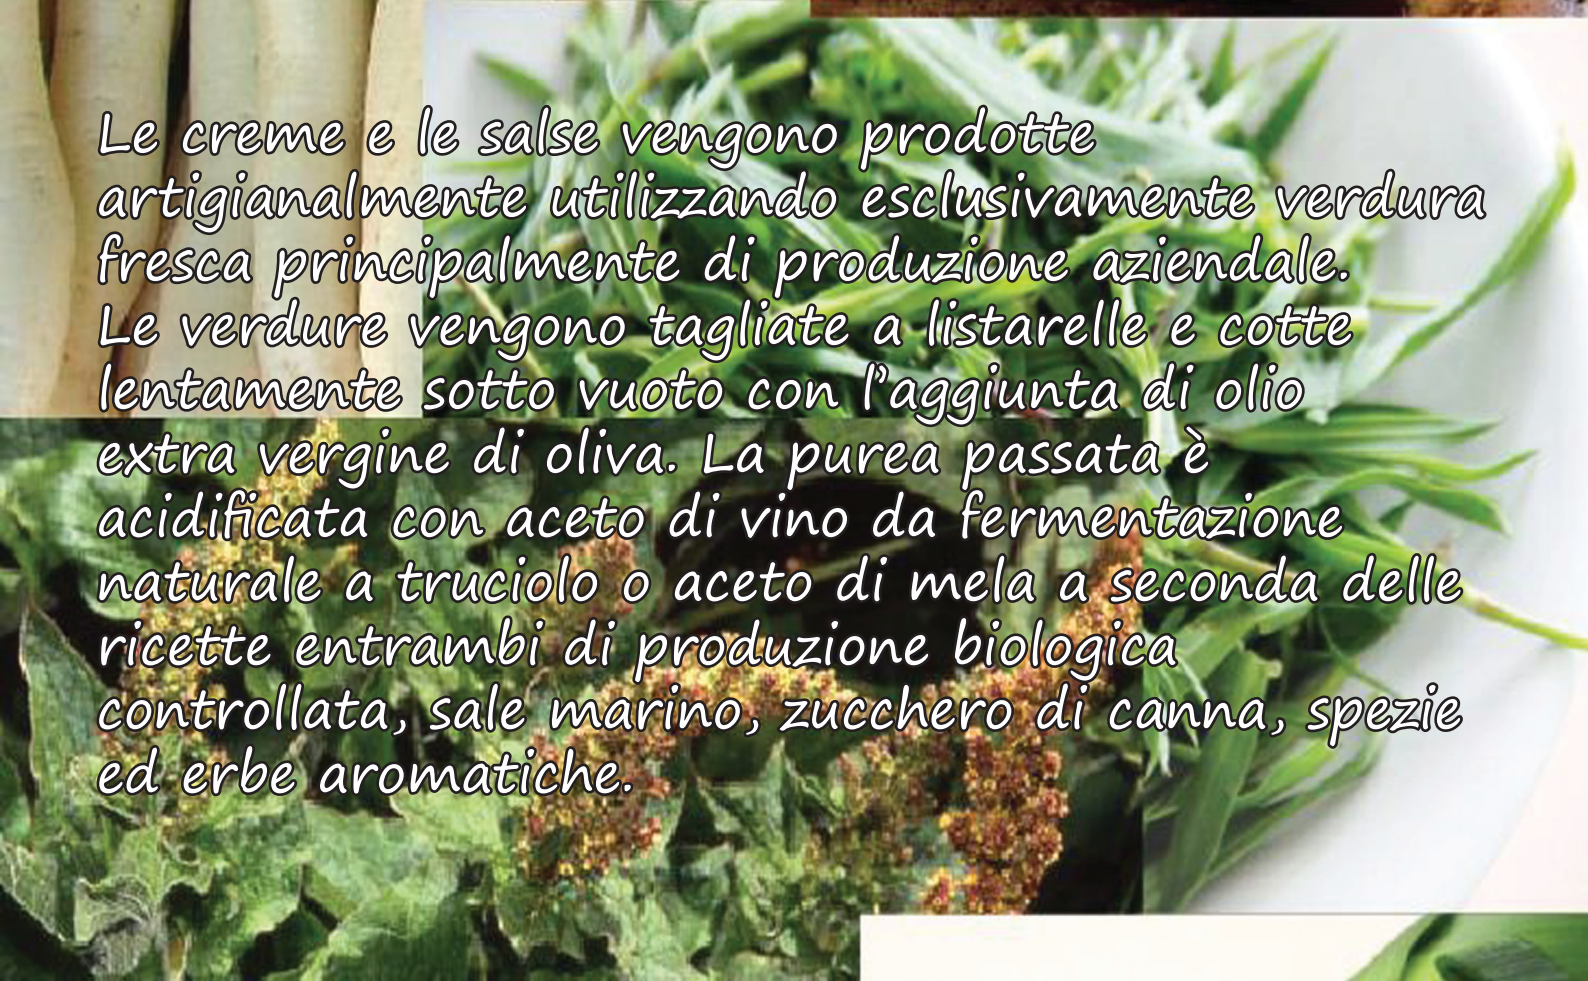 Le creme e le salse vengono prodotte
artigianalmente utilizzando esclusivamente verdura
fresca principalmente di produzione aziendale.
Le verdure vengono tagliate a listarelle e cotte
lentamente sotto vuoto con l’aggiunta di olio
extra vergine di oliva. La purea passata è
acidificata con aceto di vino da fermentazione
naturale a truciolo o aceto di mela a seconda delle
ricette entrambi di produzione biologica
controllata, sale marino, zucchero di canna, spezie
ed erbe aromatiche.